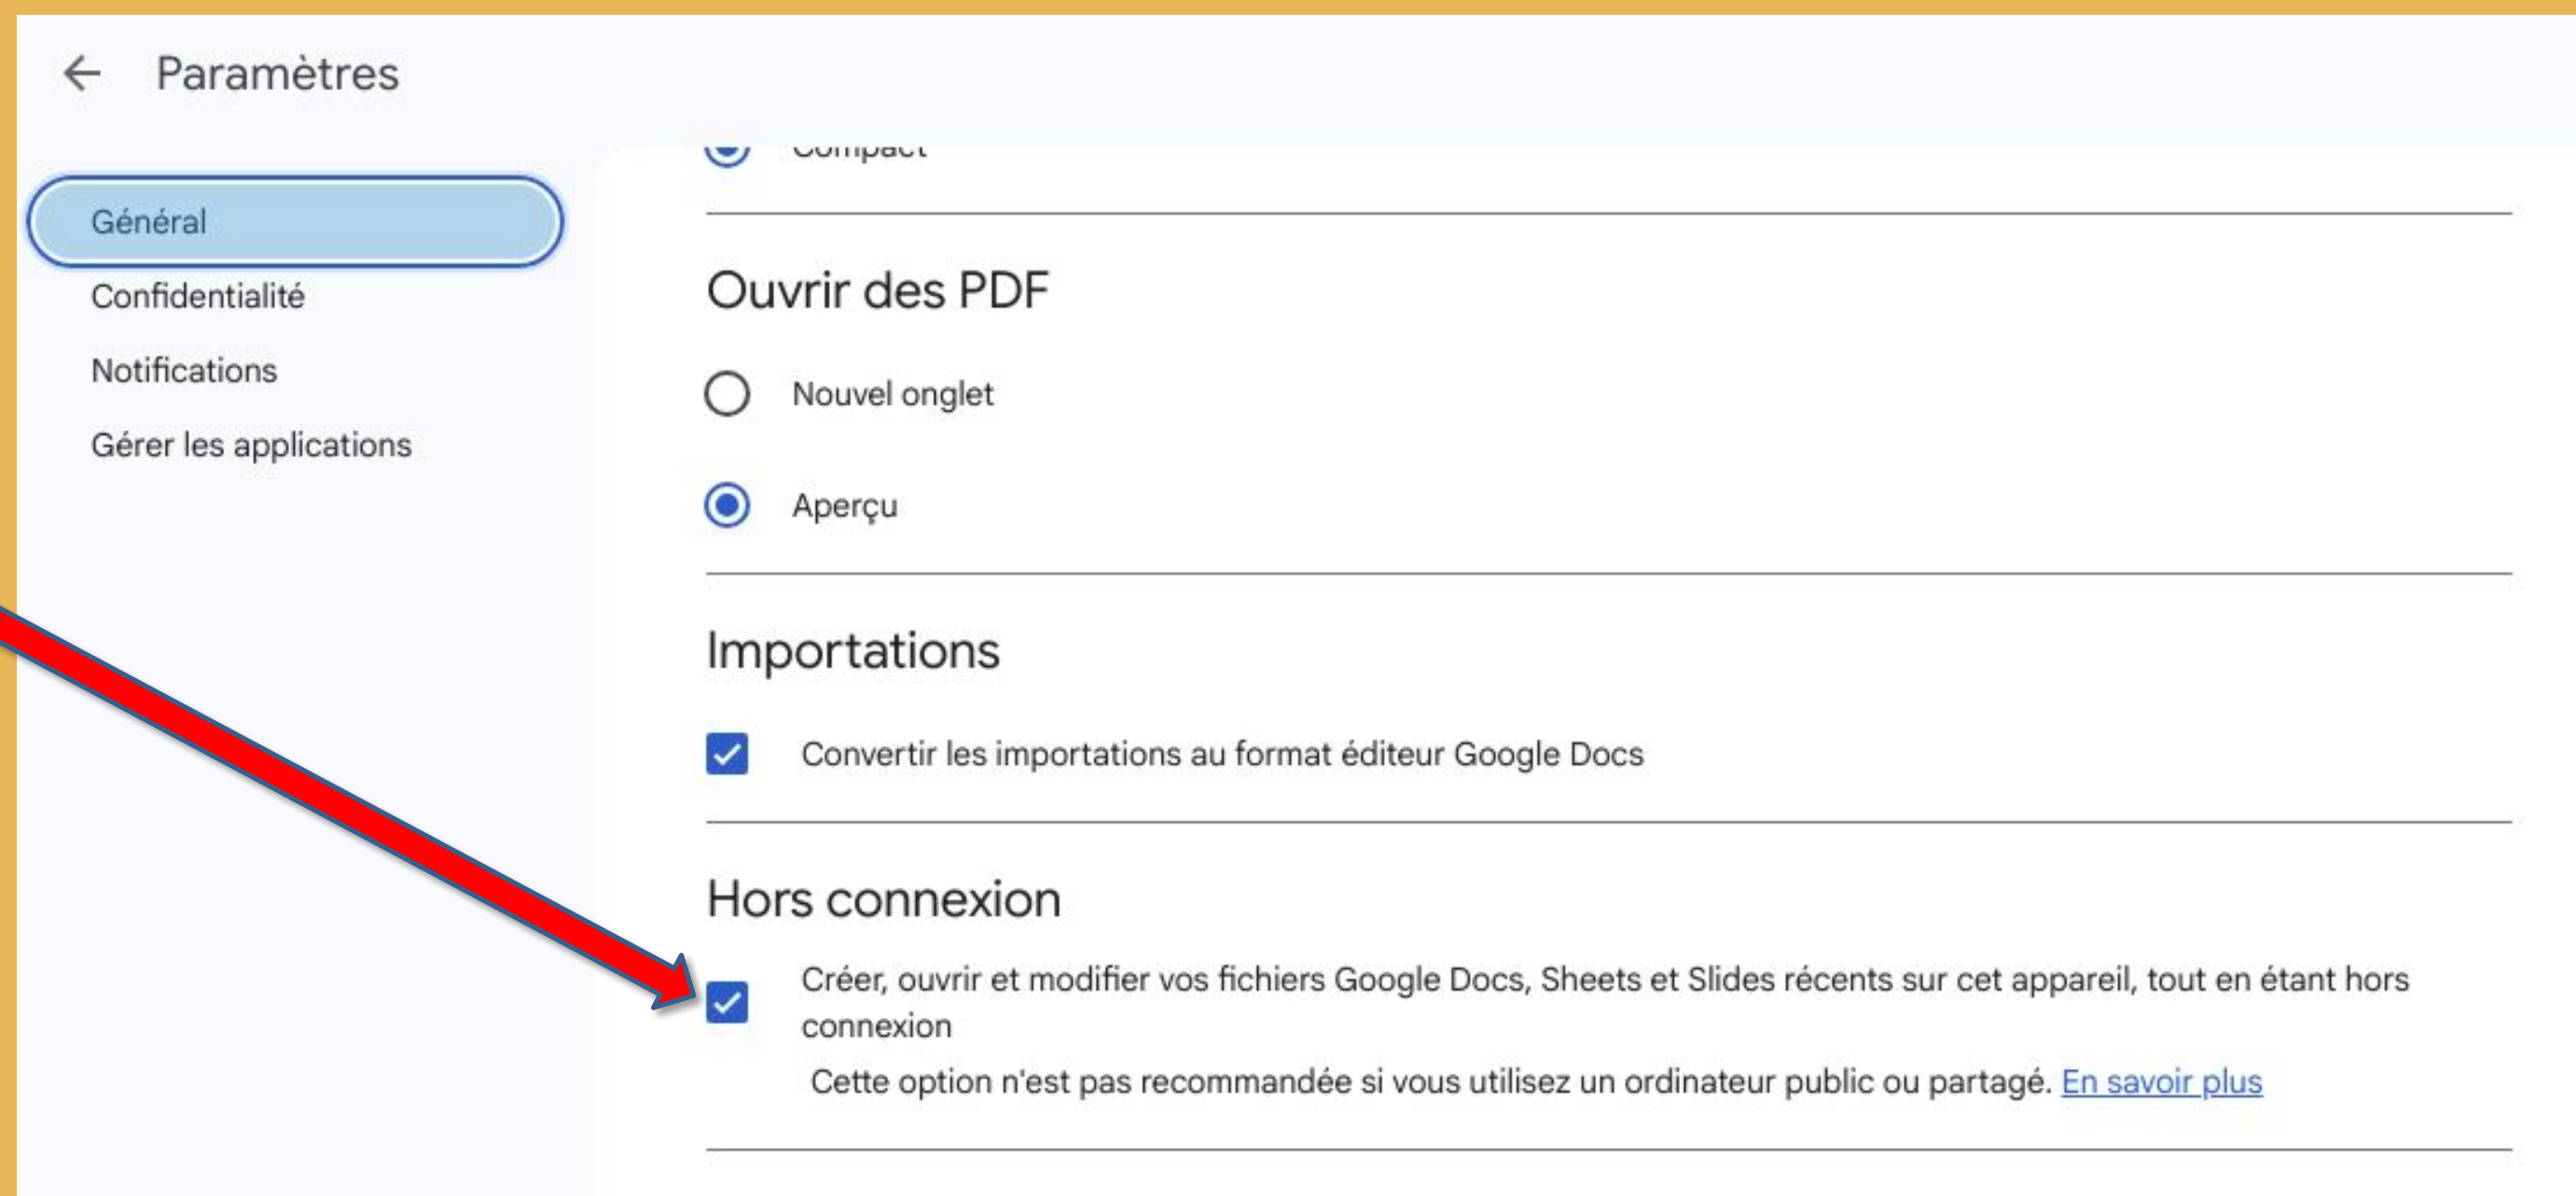 Paramètres
Général
Confidentialité
Notifications
Gérer les applications
Compact
Ouvrir des PDF
Nouvel onglet
Aperçu
Importations
Convertir les importations au format éditeur Google Docs
Hors connexion
Créer, ouvrir et modifier vos fichiers Google Docs, Sheets et Slides récents sur cet appareil, tout en étant hors
connexion
Cette option n'est pas recommandée si vous utilisez un ordinateur public ou partagé. En savoir plus